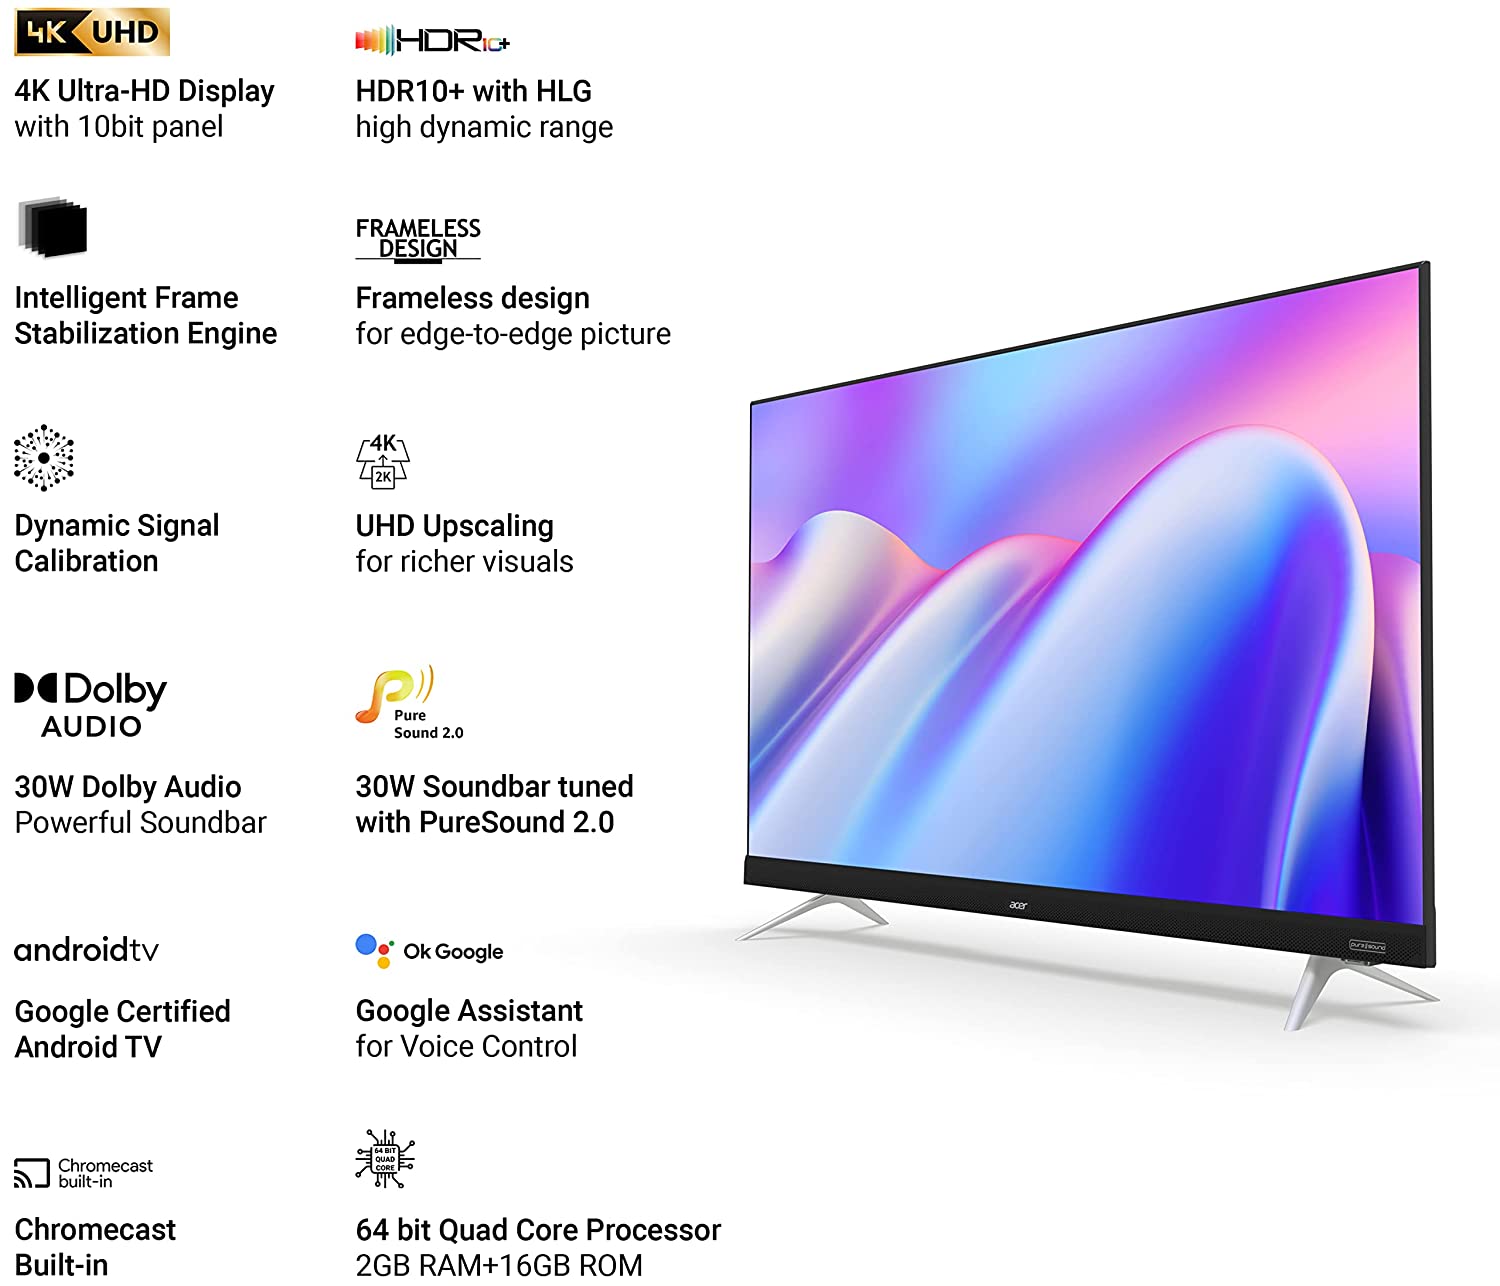 4K UHD
HDR10+
4K Ultra-HD Display
with 10bit panel
HDR10+ with HLG
high dynamic range
FRAMELESS
DESIGN
Intelligent Frame
Stabilization Engine
Frameless design
for edge-to-edge picture
4K
2K
Dynamic Signal
Calibration
UHD Upscaling
for richer visuals
Dolby
AUDIO
Pure
Sound 2.0
30W Dolby Audio
Powerful Soundbar
30W Soundbar tuned
with PureSound 2.0
acer
pure sound
androidtv
Ok Google
Google Certified
Android TV
Google Assistant
for Voice Control
Chromecast
built-in
64 BIT
QUAD
CORE
Chromecast
Built-in
64 bit Quad Core Processor
2GB RAM+16GB ROM